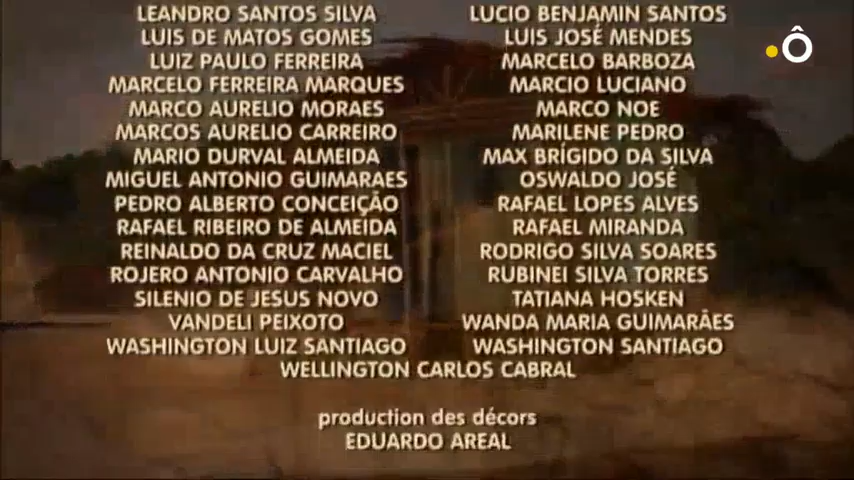 LEANDRO SANTOS SILVA LUCIO BENJAMIN SANTOS
LUIS DE MATOS GOMES LUIS JOSÉ MENDES
LUIZ PAULO FERREIRA MARCELO BARBOZA
MARCELO FERREIRA MARQUES MARCIO LUCIANO
MARCO AURELIO MORAES MARCO NOE
MARCOS AURELIO CARREIRO MARILENE PEDRO
MARIO DURVAL ALMEIDA MAX BRÍGIDO DA SILVA
MIGUEL ANTONIO GUIMARAES OSWALDO JOSÉ
PEDRO ALBERTO CONCEIÇÃO RAFAEL LOPES ALVES
RAFAEL RIBEIRO DE ALMEIDA RAFAEL MIRANDA
REINALDO DA CRUZ MACIEL RODRIGO SILVA SOARES
ROJERO ANTONIO CARVALHO RUBINEI SILVA TORRES
SILENIO DE JESUS NOVO TATIANA HOSKEN
VANDELI PEIXOTO WANDA MARIA GUIMARÃES
WASHINGTON LUIZ SANTIAGO WASHINGTON SANTIAGO
WELLINGTON CARLOS CABRAL
production des décors
EDUARDO AREAL
Ô